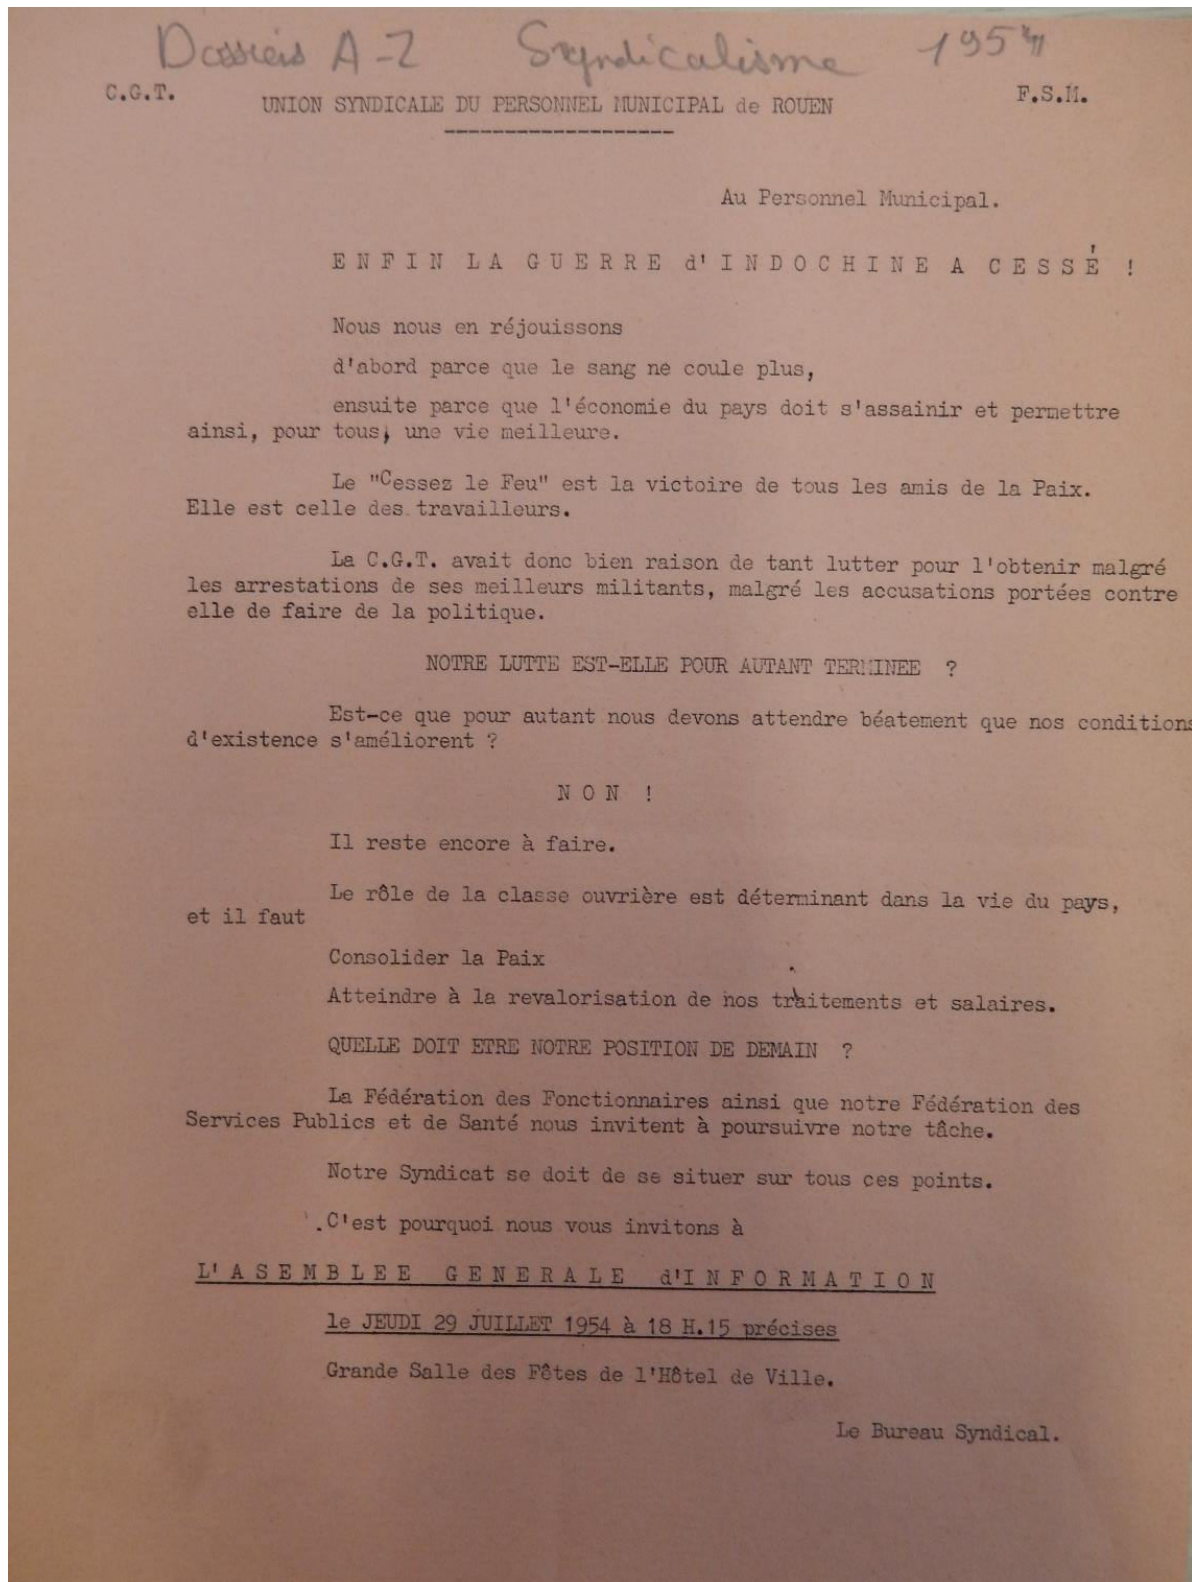 Dossiers A-Z Syndicalisme 1954
C.G.T. F.S.M.
UNION SYNDICALE DU PERSONNEL MUNICIPAL de ROUEN
Au Personnel Municipal.
ENFIN LA GUERRE d'INDOCHINE A CESSÉ !
Nous nous en réjouissons
d'abord parce que le sang ne coule plus,
ensuite parce que l'économie du pays doit s'assainir et permettre
ainsi, pour tous, une vie meilleure.
Le "Cessez le Feu" est la victoire de tous les amis de la Paix.
Elle est celle des travailleurs.
La C.G.T. avait donc bien raison de tant lutter pour l'obtenir malgré
les arrestations de ses meilleurs militants, malgré les accusations portées contre
elle de faire de la politique.
NOTRE LUTTE EST-ELLE POUR AUTANT TERMINEE ?
Est-ce que pour autant nous devons attendre béatement que nos conditions
d'existence s'améliorent ?
NON !
Il reste encore à faire.
Le rôle de la classe ouvrière est déterminant dans la vie du pays,
et il faut
Consolider la Paix
Atteindre à la revalorisation de nos traitements et salaires.
QUELLE DOIT ETRE NOTRE POSITION DE DEMAIN ?
La Fédération des Fonctionnaires ainsi que notre Fédération des
Services Publics et de Santé nous invitent à poursuivre notre tâche.
Notre Syndicat se doit de se situer sur tous ces points.
.C'est pourquoi nous vous invitons à
L'ASEMBLEE GENERALE d'INFORMATION
le JEUDI 29 JUILLET 1954 à 18 H.15 précises
Grande Salle des Fêtes de l'Hôtel de Ville.
Le Bureau Syndical.